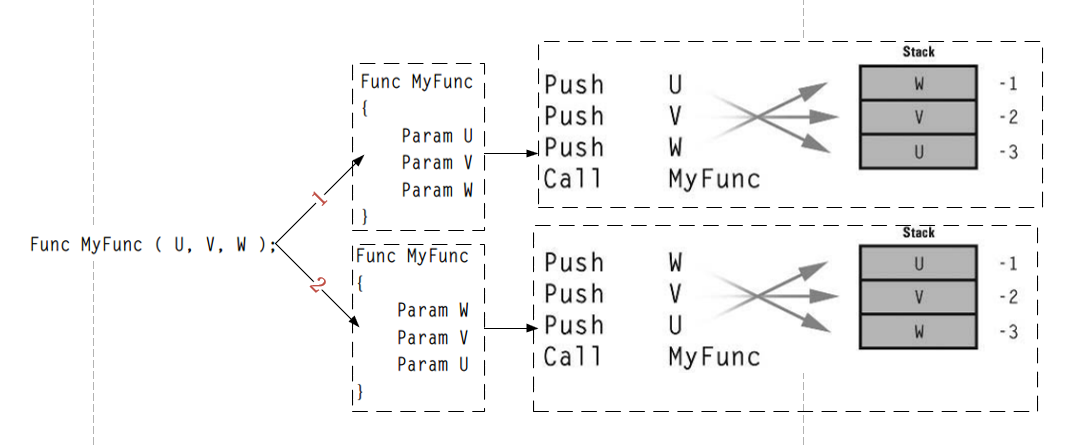 Func MyFunc ( U, V, W );
1
2
Func MyFunc
{
Param U
Param V
Param W
}
Push U
Push V
Push W
Call MyFunc
Stack
W -1
V -2
U -3
Func MyFunc
{
Param W
Param V
Param U
}
Push W
Push V
Push U
Call MyFunc
Stack
U -1
V -2
W -3